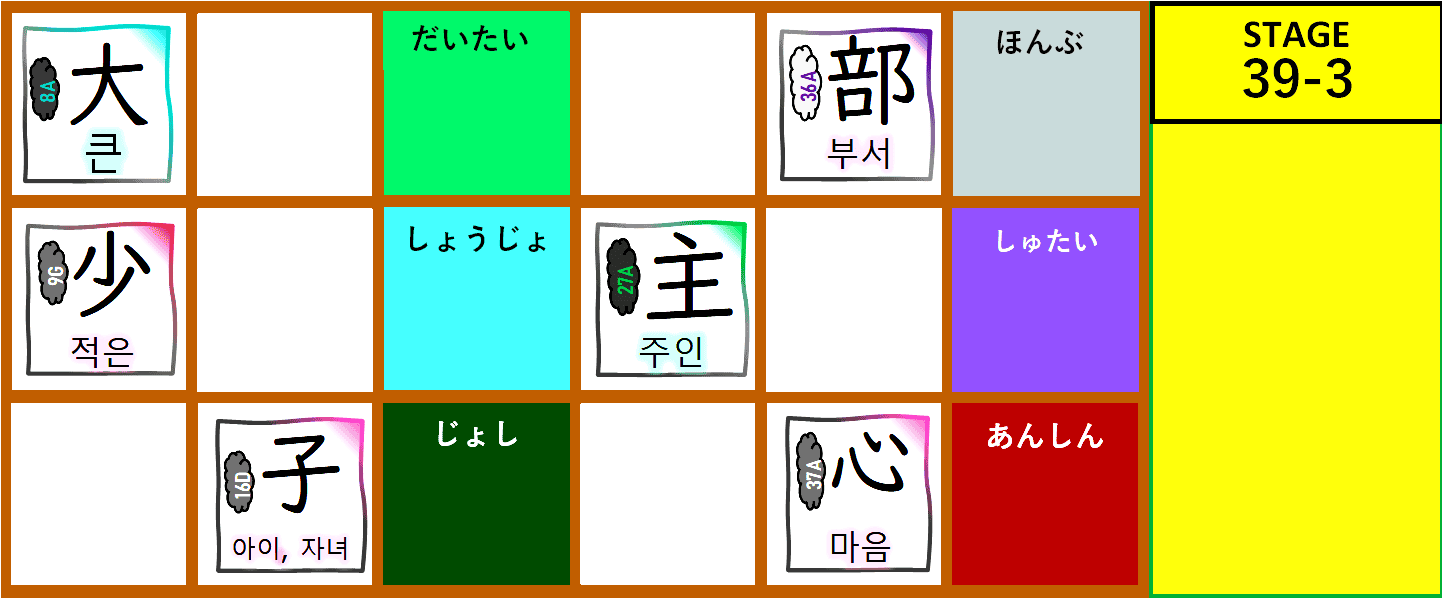 大
8A
큰
だいたい
部
36A
부서
ほんぶ
STAGE
39-3
少
9G
적은
しょうじょ
主
27A
주인
しゅたい
子
16D
아이, 자녀
じょし
心
37A
마음
あんしん